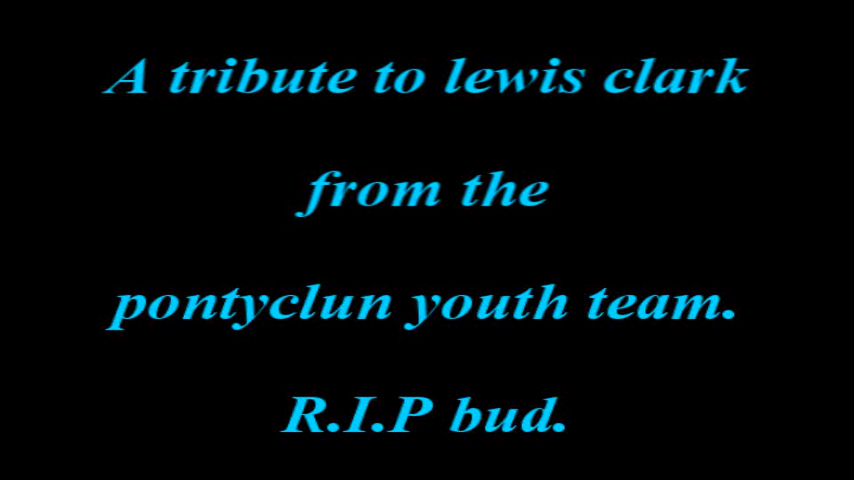 A tribute to lewis clark
from the
pontyclun youth team.
R.I.P bud.